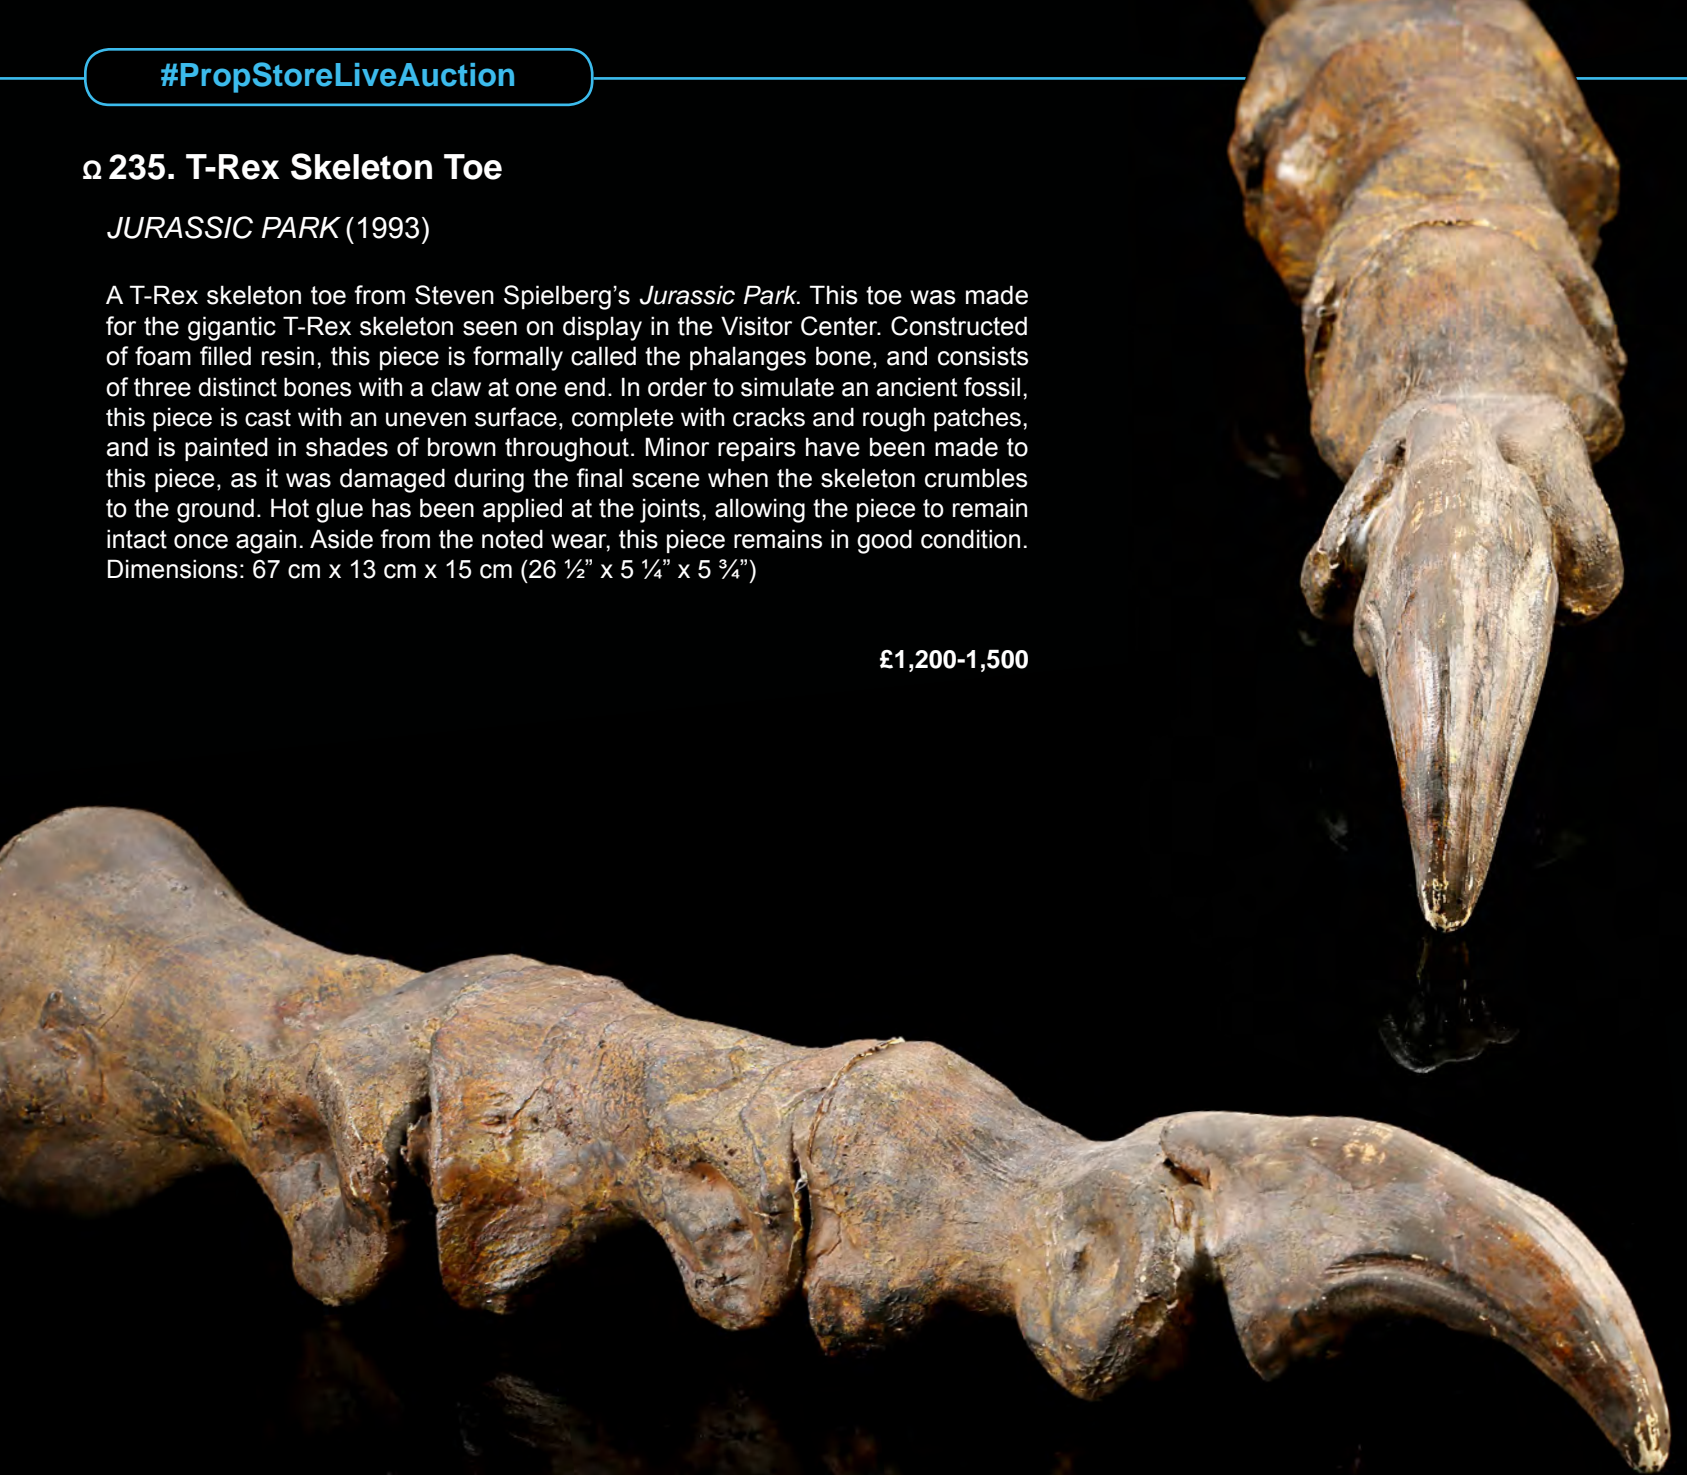 #PropStoreLiveAuction
Ω 235. T-Rex Skeleton Toe
JURASSIC PARK (1993)
A T-Rex skeleton toe from Steven Spielberg’s Jurassic Park. This toe was made
for the gigantic T-Rex skeleton seen on display in the Visitor Center. Constructed
of foam filled resin, this piece is formally called the phalanges bone, and consists
of three distinct bones with a claw at one end. In order to simulate an ancient fossil,
this piece is cast with an uneven surface, complete with cracks and rough patches,
and is painted in shades of brown throughout. Minor repairs have been made to
this piece, as it was damaged during the final scene when the skeleton crumbles
to the ground. Hot glue has been applied at the joints, allowing the piece to remain
intact once again. Aside from the noted wear, this piece remains in good condition.
Dimensions: 67 cm x 13 cm x 15 cm (26 ½” x 5 ¼” x 5 ¾”)
£1,200-1,500